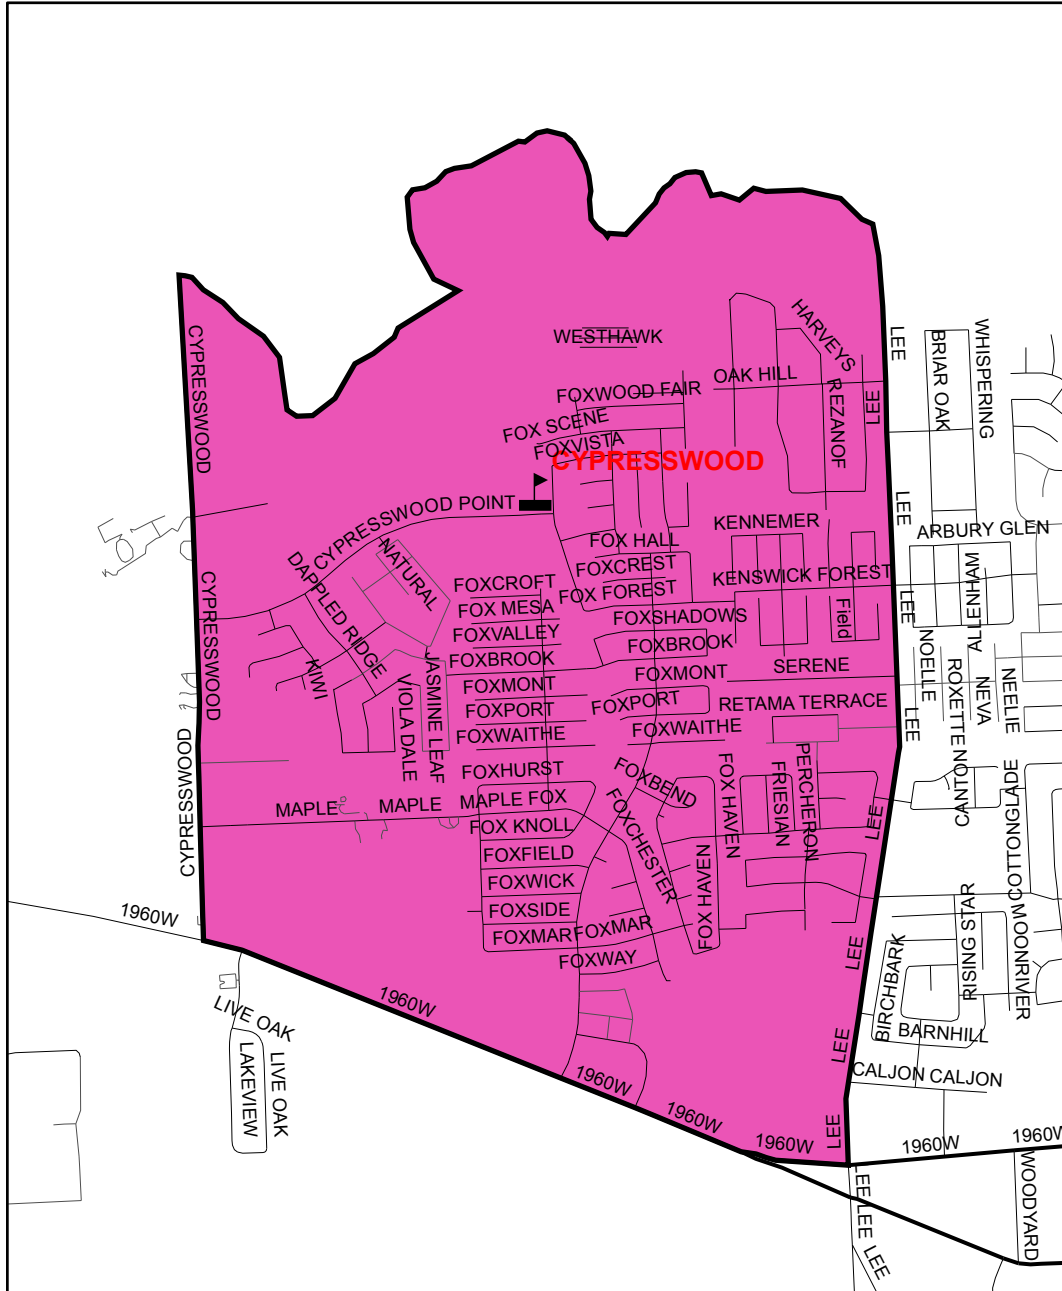 WESTHAWK
HARVEYS
CYPRESSWOOD
LEE
BRIAR OAK
WHISPERING
OAK HILL
FOXWOOD FAIR
REZANOF
LEE
FOX SCENE
FOXVISTA
CYPRESSWOOD
CYPRESSWOOD POINT
LEE
KENNEMER
ARBURY GLEN
NATURAL
FOX HALL
FOXCREST
FOX FOREST
KENSWICK FOREST
ALLENHAM
DAPPLED RIDGE
FOXCROFT
FOX MESA
FOXSHADOWS
Field
LEE
CYPRESSWOOD
FOXVALLEY
FOXBROOK
FOXBROOK
KIWI
JASMINE LEAF
VIOLA DALE
FOXMONT
FOXMONT
SERENE
NOELLE
ROXETTE
NEVA
NEELIE
FOXPORT
FOXPORT
RETAMA TERRACE
FOXWAITHE
FOXWAITHE
LEE
CYPRESSWOOD
FOXHURST
FOXBEND
FOX HAVEN
FRIESIAN
PERCHERON
CANTON
COTTONGLADE
MAPLE
MAPLE
MAPLE FOX
FOX KNOLL
FOXCHESTER
LEE
FOXFIELD
FOXWICK
FOX HAVEN
FOXSIDE
RISING STAR
MOONRIVER
1960W
FOXMAR
FOXMAR
FOXWAY
LEE
BIRCHBARK
1960W
LIVE OAK
LEE
BARNHILL
LAKEVIEW
LIVE OAK
CALJON
CALJON
1960W
1960W
1960W
LEE
1960W
1960W
WOODYARD
LEE
LEE
LEE